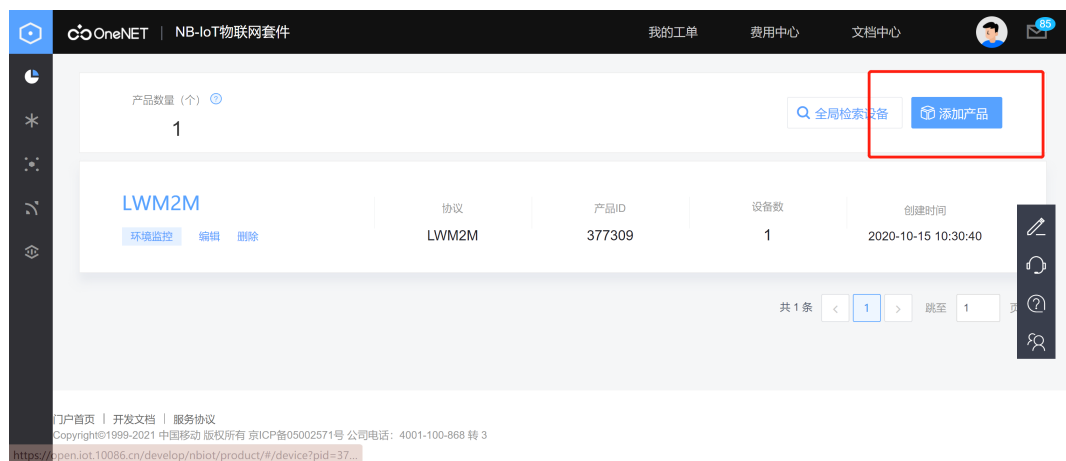 OneNET | NB-IoT物联网套件 我的工单 费用中心 文档中心 85
产品数量（个） ?
1
全局检索设备 添加产品
LWM2M
环境监控 编辑 删除
协议 产品ID 设备数 创建时间
LWM2M 377309 1 2020-10-15 10:30:40
共 1 条 < 1 > 跳至 1
门户首页 | 开发文档 | 服务协议
Copyright©1999-2021 中国移动 版权所有 京ICP备05002571号 公司电话：4001-100-868 转 3
https://open.iot.10086.cn/develop/nbiot/product/#/device?pid=37...